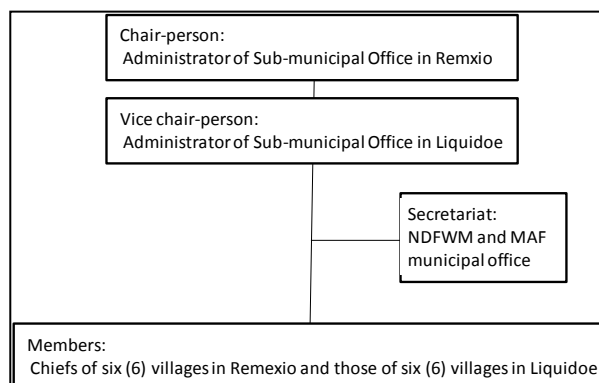 Chair-person:
Administrator of Sub-municipal Office in Remxio
Vice chair-person:
Administrator of Sub-municipal Office in Liquidoe
Secretariat:
NDFWM and MAF
municipal office
Members:
Chiefs of six (6) villages in Remexio and those of six (6) villages in Liquidoe